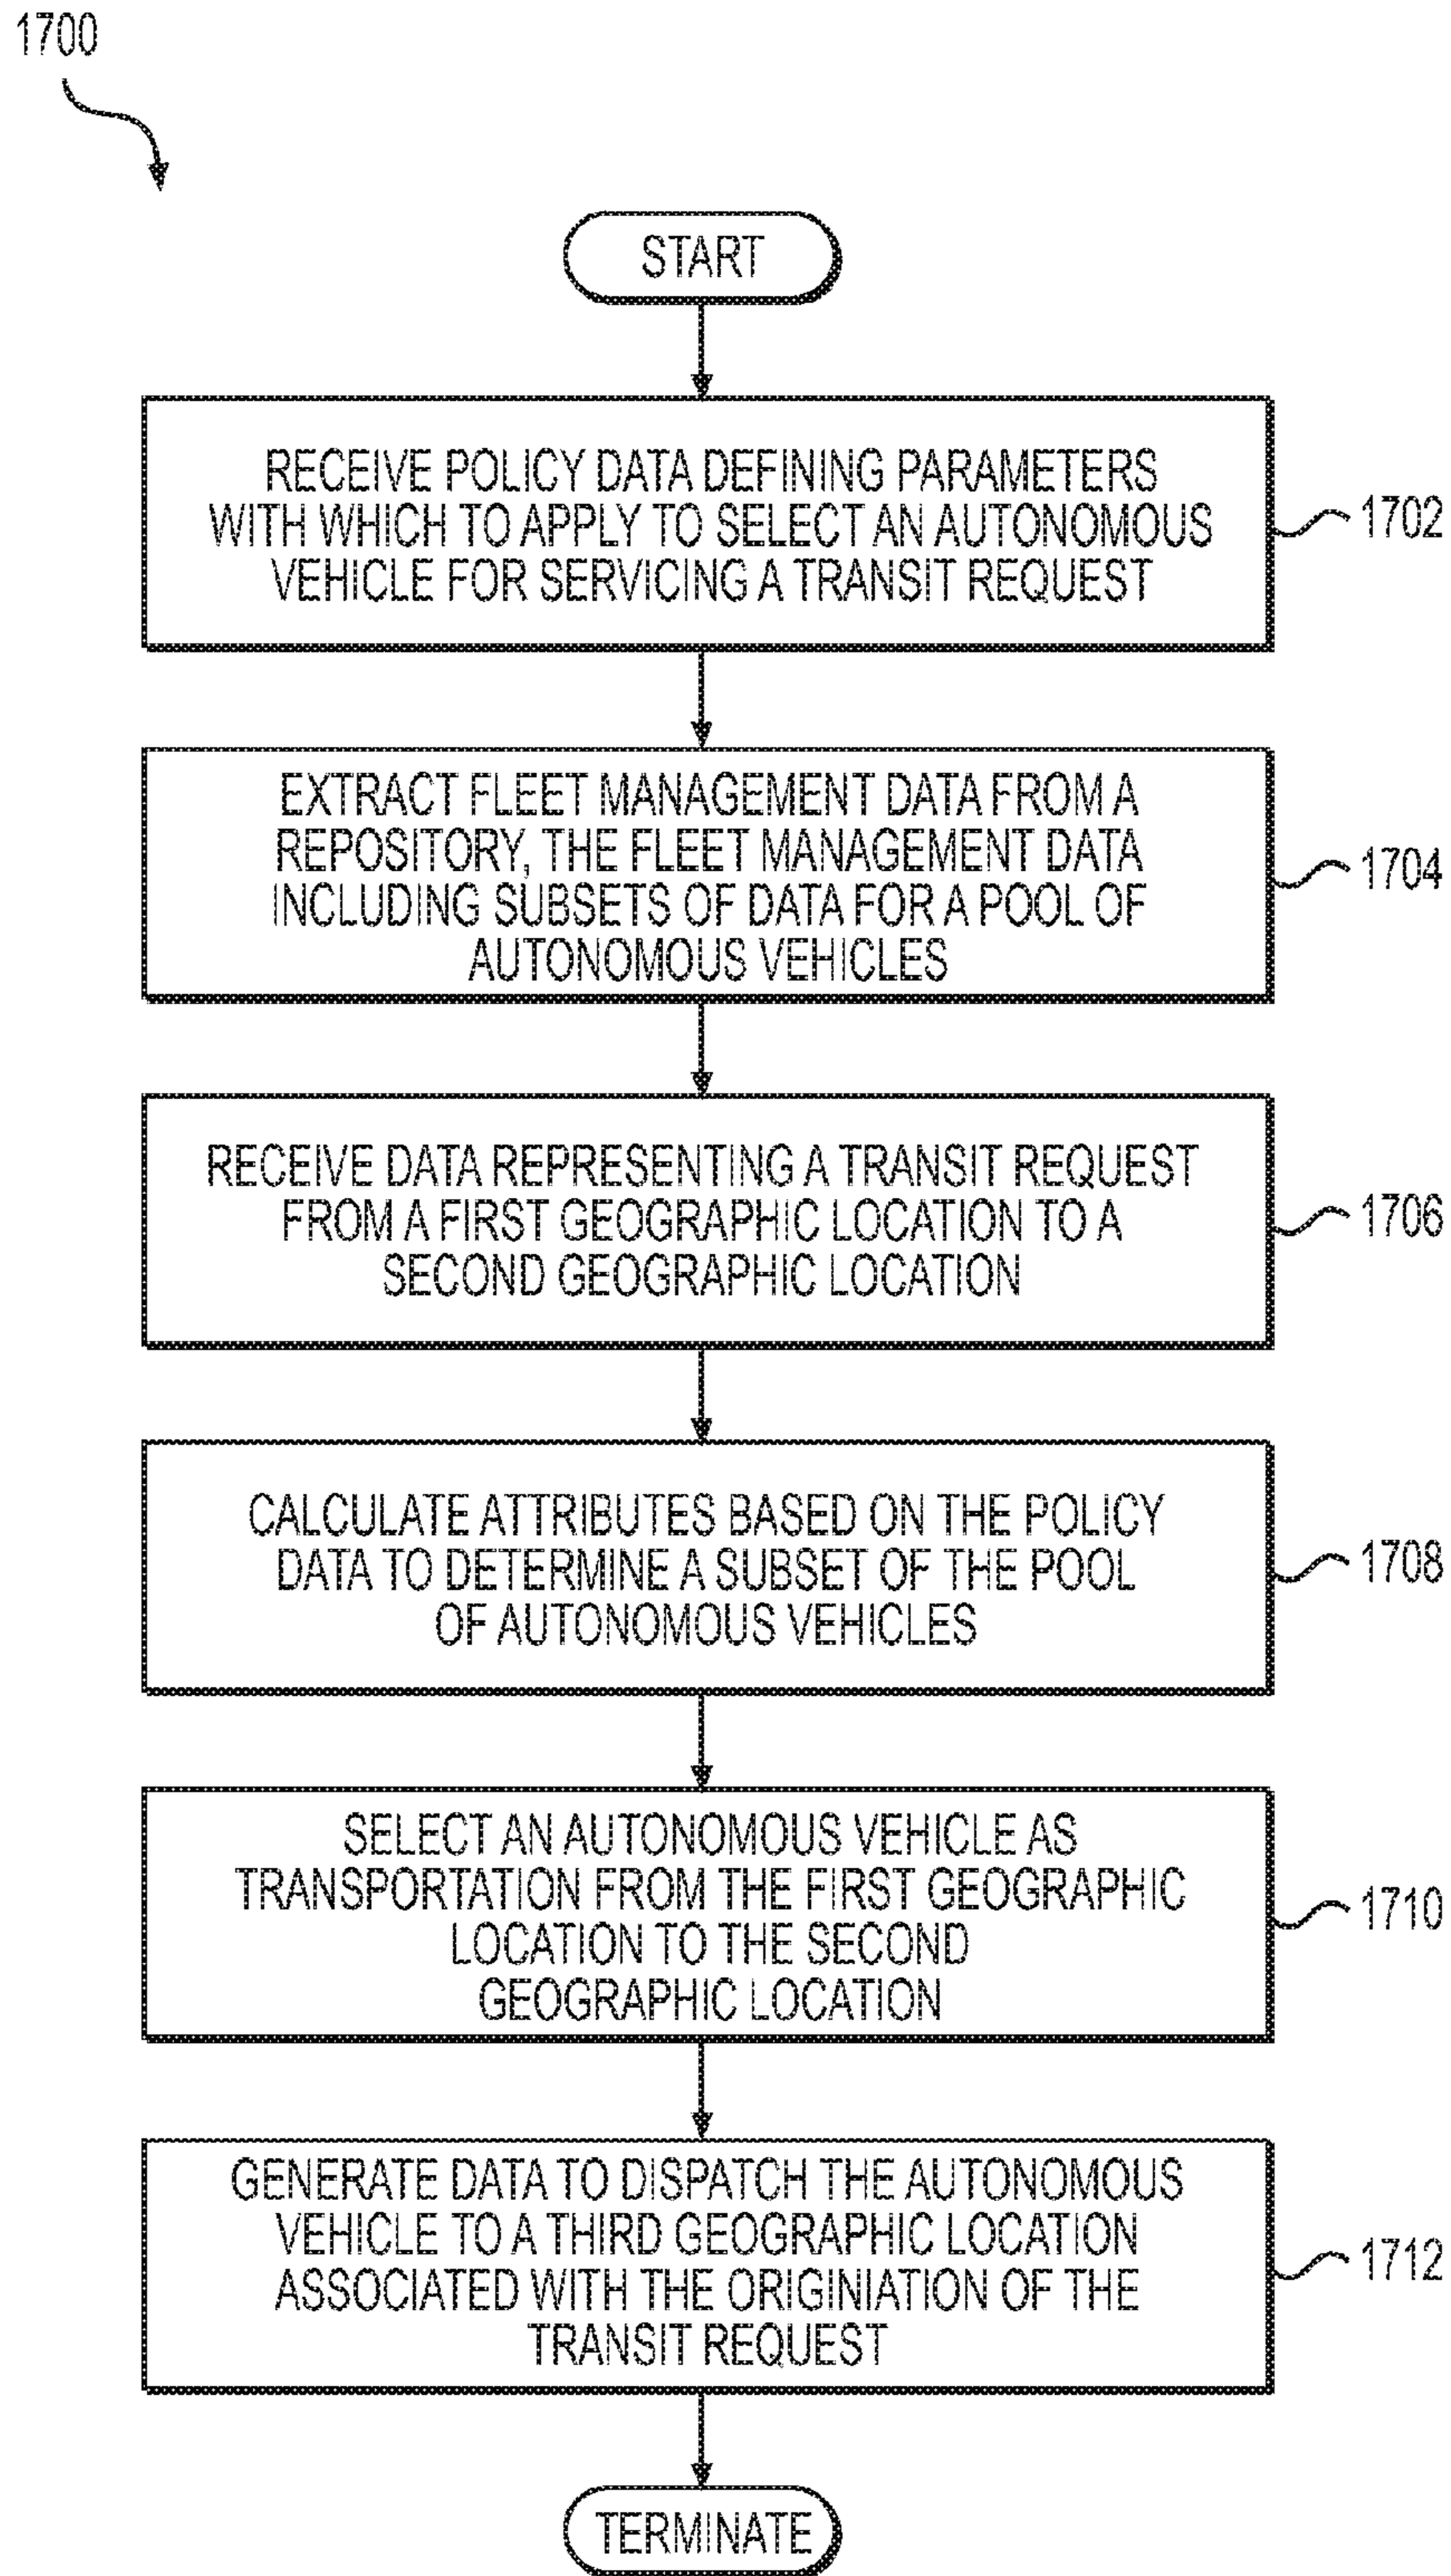 1700
START
RECEIVE POLICY DATA DEFINING PARAMETERS
WITH WHICH TO APPLY TO SELECT AN AUTONOMOUS
VEHICLE FOR SERVICING A TRANSIT REQUEST
1702
EXTRACT FLEET MANAGEMENT DATA FROM A
REPOSITORY, THE FLEET MANAGEMENT DATA
INCLUDING SUBSETS OF DATA FOR A POOL OF
AUTONOMOUS VEHICLES
1704
RECEIVE DATA REPRESENTING A TRANSIT REQUEST
FROM A FIRST GEOGRAPHIC LOCATION TO A
SECOND GEOGRAPHIC LOCATION
1706
CALCULATE ATTRIBUTES BASED ON THE POLICY
DATA TO DETERMINE A SUBSET OF THE POOL
OF AUTONOMOUS VEHICLES
1708
SELECT AN AUTONOMOUS VEHICLE AS
TRANSPORTATION FROM THE FIRST GEOGRAPHIC
LOCATION TO THE SECOND
GEOGRAPHIC LOCATION
1710
GENERATE DATA TO DISPATCH THE AUTONOMOUS
VEHICLE TO A THIRD GEOGRAPHIC LOCATION
ASSOCIATED WITH THE ORIGINIATION OF THE
TRANSIT REQUEST
1712
TERMINATE